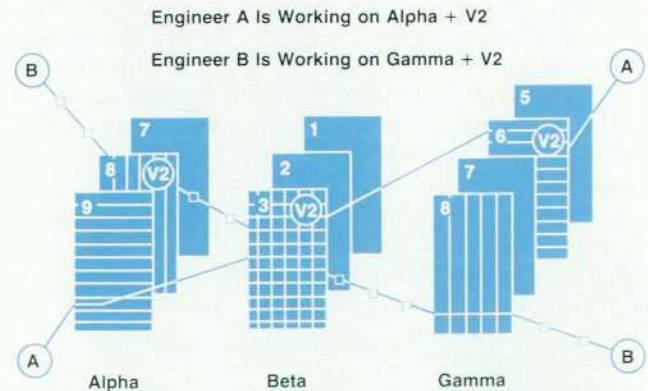 Engineer A Is Working on Alpha + V2
Engineer B Is Working on Gamma + V2
B
A
7
8
V2
9
1
2
3
V2
5
6
V2
7
8
A
B
Alpha
Beta
Gamma